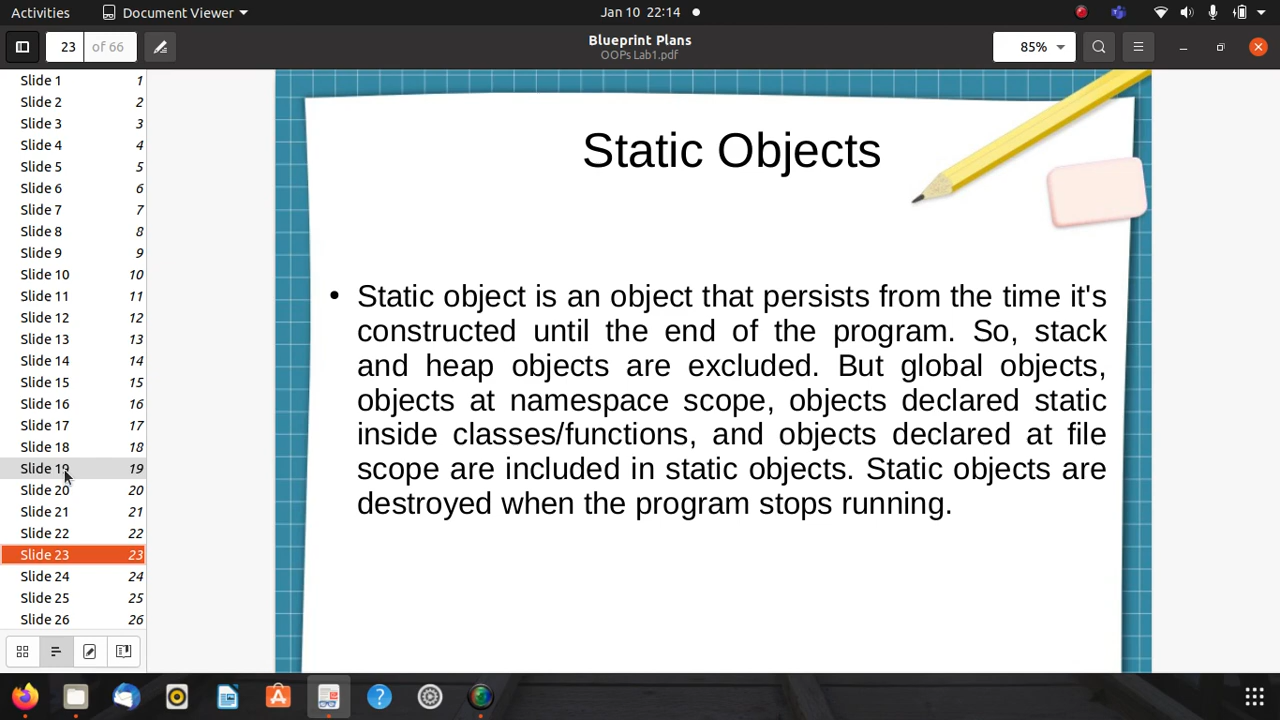 Activities
Document Viewer
Jan 10 22:14
23 of 66
Blueprint Plans
OOPs Lab1.pdf
85%
Slide 1 1
Slide 2 2
Slide 3 3
Slide 4 4
Slide 5 5
Slide 6 6
Slide 7 7
Slide 8 8
Slide 9 9
Slide 10 10
Slide 11 11
Slide 12 12
Slide 13 13
Slide 14 14
Slide 15 15
Slide 16 16
Slide 17 17
Slide 18 18
Slide 19 19
Slide 20 20
Slide 21 21
Slide 22 22
Slide 23 23
Slide 24 24
Slide 25 25
Slide 26 26
Static Objects
• Static object is an object that persists from the time it's
constructed until the end of the program. So, stack
and heap objects are excluded. But global objects,
objects at namespace scope, objects declared static
inside classes/functions, and objects declared at file
scope are included in static objects. Static objects are
destroyed when the program stops running.